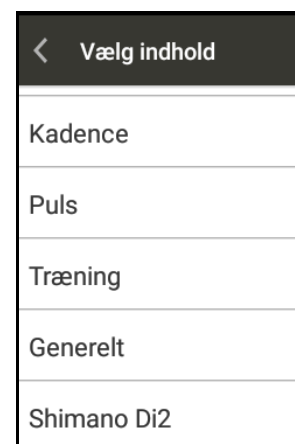 Vælg indhold
Kadence
Puls
Træning
Generelt
Shimano Di2